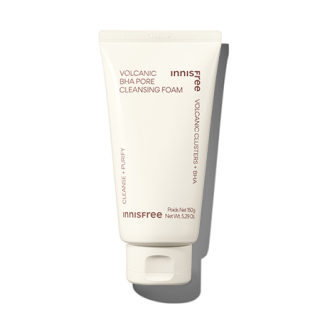 VOLCANIC
BHA PORE
CLEANSING FOAM
INNISFree
VOLCANIC CLUSTERS + BHA
CLEANSE + PURIFY
INNISFree
Poids Net 150g
Net Wt. 5.29 Oz.